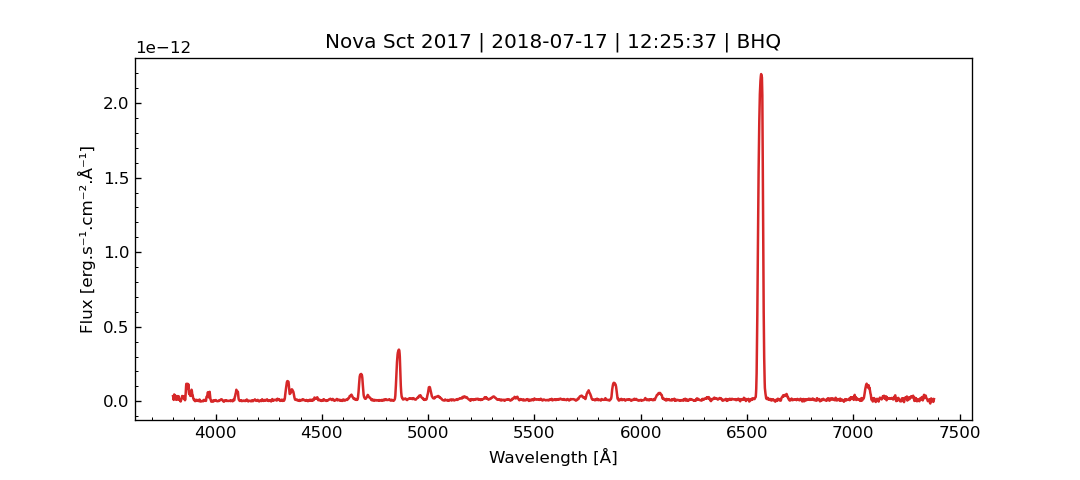 Nova Sct 2017 | 2018-07-17 | 12:25:37 | BHQ
1e−12
2.0
1.5
1.0
0.5
0.0
Flux [erg.s⁻¹.cm⁻².Å⁻¹]
4000 4500 5000 5500 6000 6500 7000 7500
Wavelength [Å]